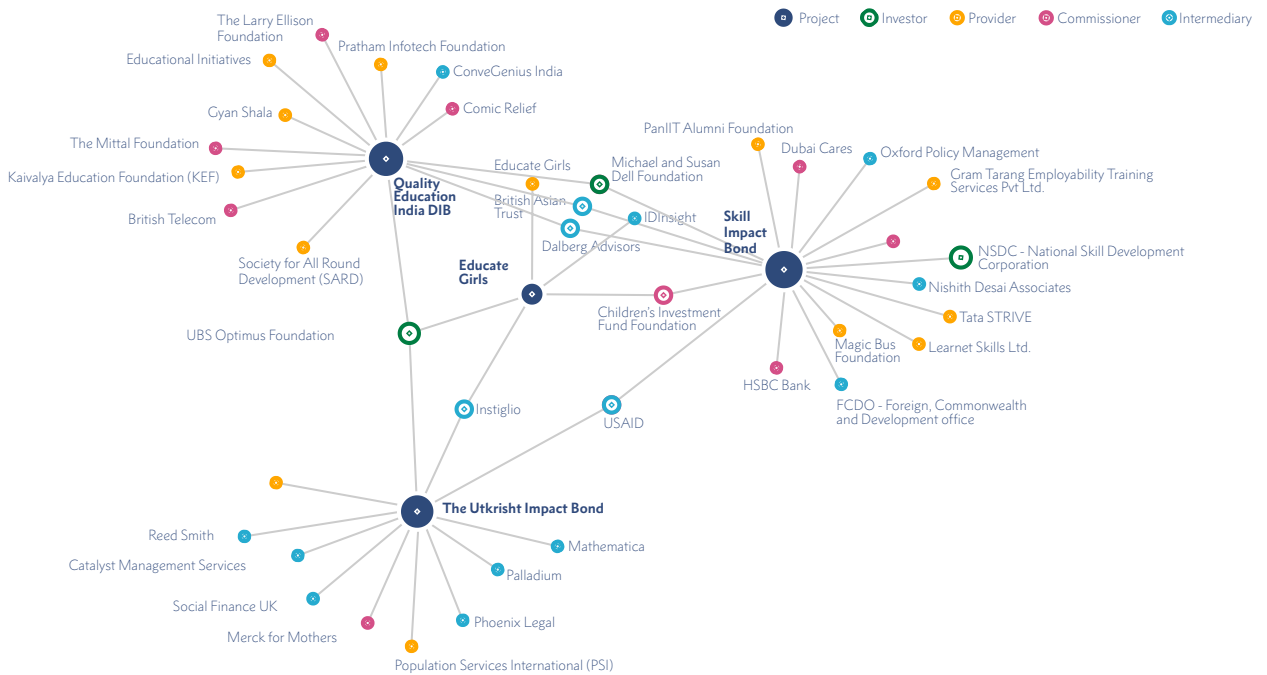 Project
Investor
Provider
Commissioner
Intermediary
The Larry Ellison
Foundation
Pratham Infotech Foundation
Educational Initiatives
ConveGenius India
Gyan Shala
Comic Relief
The Mittal Foundation
Kaivalya Education Foundation (KEF)
British Telecom
Quality
Education
India DIB
Society for All Round
Development (SARD)
Educate Girls
Michael and Susan
Dell Foundation
British Asian
Trust
IDInsight
Dalberg Advisors
PanIIT Alumni Foundation
Dubai Cares
Oxford Policy Management
Gram Tarang Employability Training
Services Pvt Ltd.
Skill
Impact
Bond
NSDC - National Skill Development
Corporation
Nishith Desai Associates
Educate
Girls
Children's Investment
Fund Foundation
Tata STRIVE
Magic Bus
Foundation
Learnet Skills Ltd.
UBS Optimus Foundation
HSBC Bank
FCDO - Foreign, Commonwealth
and Development office
Instiglio
USAID
The Utkrisht Impact Bond
Reed Smith
Catalyst Management Services
Mathematica
Palladium
Social Finance UK
Phoenix Legal
Merck for Mothers
Population Services International (PSI)